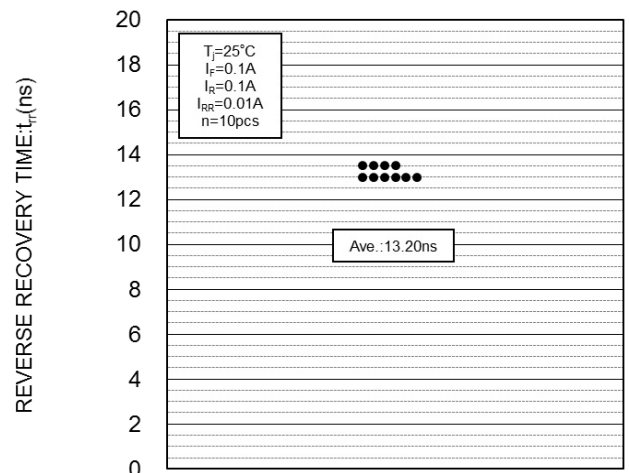 REVERSE RECOVERY TIME:trr(ns)
20
18
16
14
12
10
8
6
4
2
0
Tj=25°C
IF=0.1A
IR=0.1A
IRR=0.01A
n=10pcs
Ave.:13.20ns